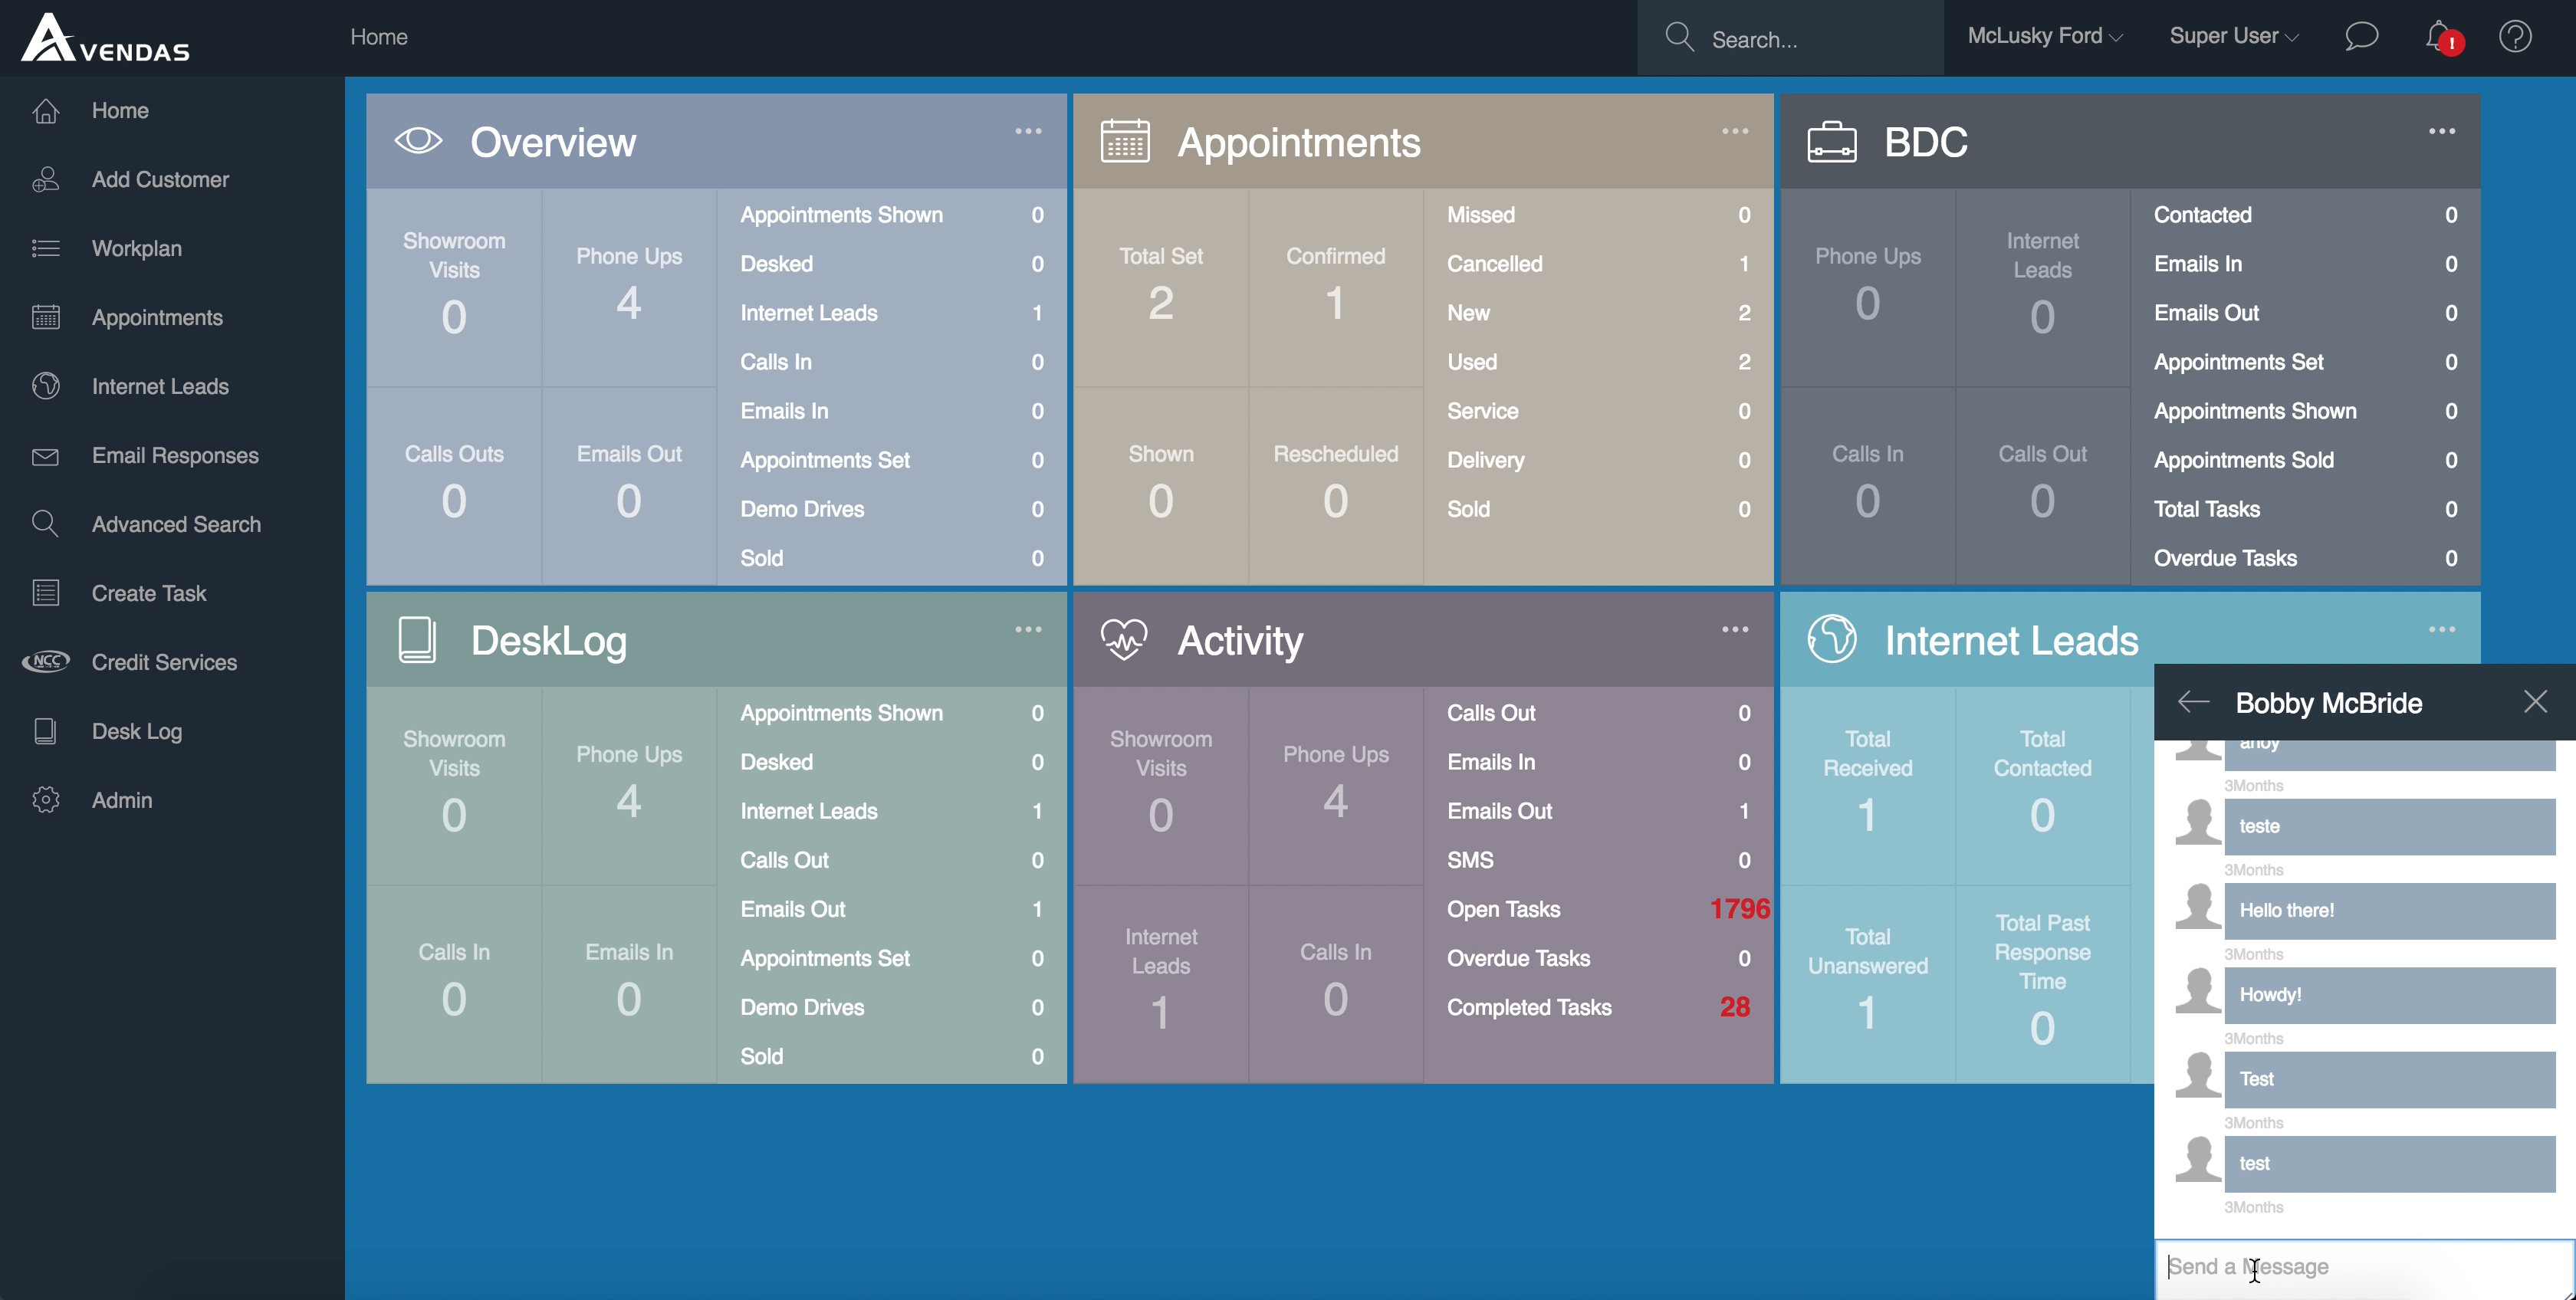 AVENDAS
Home
Search...
McLusky Ford
Super User
!
?
Home
Add Customer
Workplan
Appointments
Internet Leads
Email Responses
Advanced Search
Create Task
NCC
Credit Services
Desk Log
Admin
Overview
Showroom
Visits
0
Phone Ups
4
Calls Outs
0
Emails Out
0
Appointments Shown 0
Desked 0
Internet Leads 1
Calls In 0
Emails In 0
Appointments Set 0
Demo Drives 0
Sold 0
Appointments
Total Set
2
Confirmed
1
Shown
0
Rescheduled
0
Missed 0
Cancelled 1
New 2
Used 2
Service 0
Delivery 0
Sold 0
BDC
Phone Ups
0
Internet
Leads
0
Calls In
0
Calls Out
0
Contacted 0
Emails In 0
Emails Out 0
Appointments Set 0
Appointments Shown 0
Appointments Sold 0
Total Tasks 0
Overdue Tasks 0
DeskLog
Showroom
Visits
0
Phone Ups
4
Calls In
0
Emails In
0
Appointments Shown 0
Desked 0
Internet Leads 1
Calls Out 0
Emails Out 1
Appointments Set 0
Demo Drives 0
Sold 0
Activity
Showroom
Visits
0
Phone Ups
4
Internet
Leads
1
Calls In
0
Calls Out 0
Emails In 0
Emails Out 1
SMS 0
Open Tasks 1796
Overdue Tasks 0
Completed Tasks 28
Internet Leads
Total
Received
1
Total
Contacted
0
Total
Unanswered
1
Total Past
Response
Time
0
Bobby McBride
ahoy
3Months
teste
3Months
Hello there!
3Months
Howdy!
3Months
Test
3Months
test
3Months
Send a Message